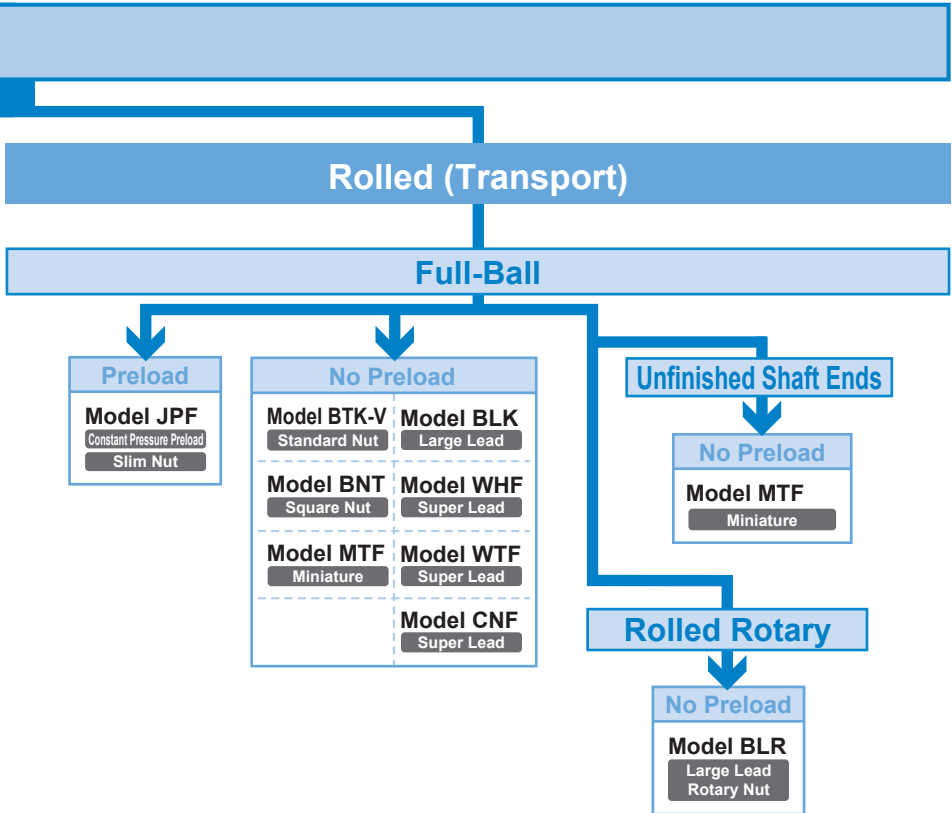 Rolled (Transport)
Full-Ball
Preload
Model JPF
Constant Pressure Preload
Slim Nut
No Preload
Model BTK-V
Standard Nut
Model BLK
Large Lead
Model BNT
Square Nut
Model WHF
Super Lead
Model MTF
Miniature
Model WTF
Super Lead
Model CNF
Super Lead
Unfinished Shaft Ends
No Preload
Model MTF
Miniature
Rolled Rotary
No Preload
Model BLR
Large Lead
Rotary Nut